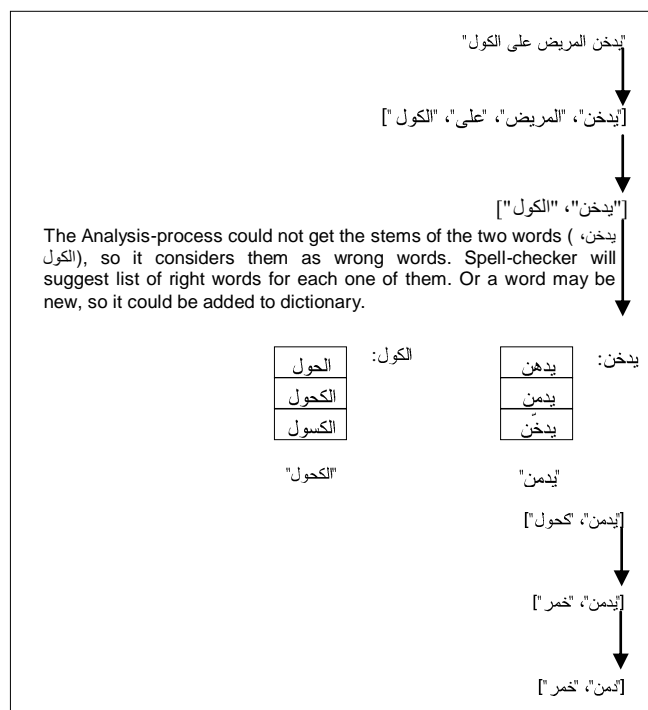 "يدخن المريض على الكول"
["يدخن"، "المريض"، "على"، "الكول"]
["يدخن"، "الكول"]
The Analysis-process could not get the stems of the two words ( يدخن،
الكول), so it considers them as wrong words. Spell-checker will
suggest list of right words for each one of them. Or a word may be
new, so it could be added to dictionary.
يدخن:
يدهن
يدمن
يدخّن
"يدمن"
الكول:
الحول
الكحول
الكسول
"الكحول"
["يدمن"، "كحول"]
["يدمن"، "خمر"]
["دمن"، "خمر"]